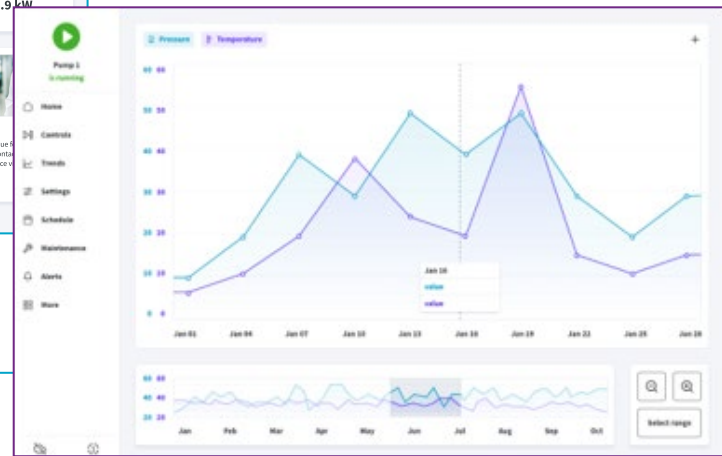 .9 kW
Pump 1
is running
Home
Controls
Trends
Settings
Schedule
Maintenance
Alerts
More
Pressure
Temperature
+
60 60
50 50
40 40
30 30
20 20
10 10
0 0
Jan 16
value
value
Jan 01 Jan 04 Jan 07 Jan 10 Jan 13 Jan 16 Jan 19 Jan 22 Jan 25 Jan 28
60 60
40 40
20 20
Jan Feb Mar Apr May Jun Jul Aug Sep Oct
Select range